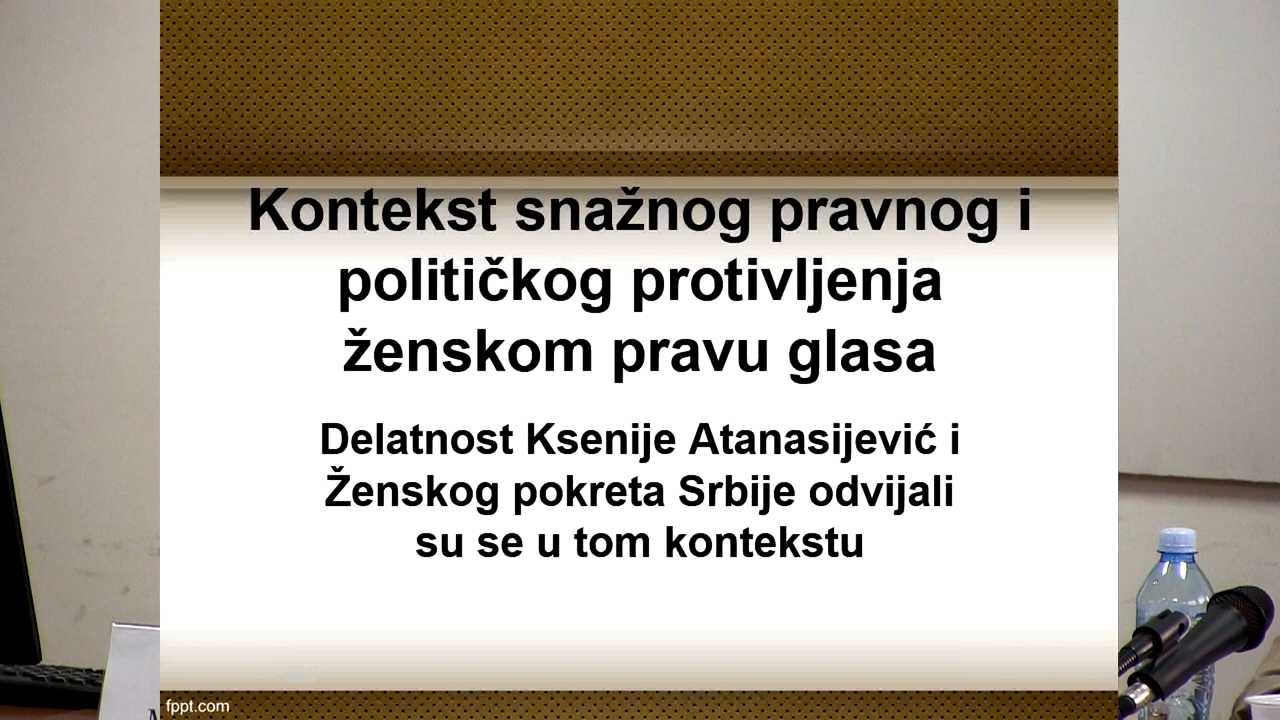 Kontekst snažnog pravnog i
političkog protivljenja
ženskom pravu glasa
Delatnost Ksenije Atanasijević i
Ženskog pokreta Srbije odvijali
su se u tom kontekstu
fppt.com